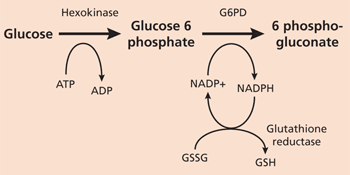 Hexokinase
G6PD
Glucose
Glucose 6
phosphate
6 phospho-
gluconate
ATP
ADP
NADP+
NADPH
Glutathione
reductase
GSSG
GSH